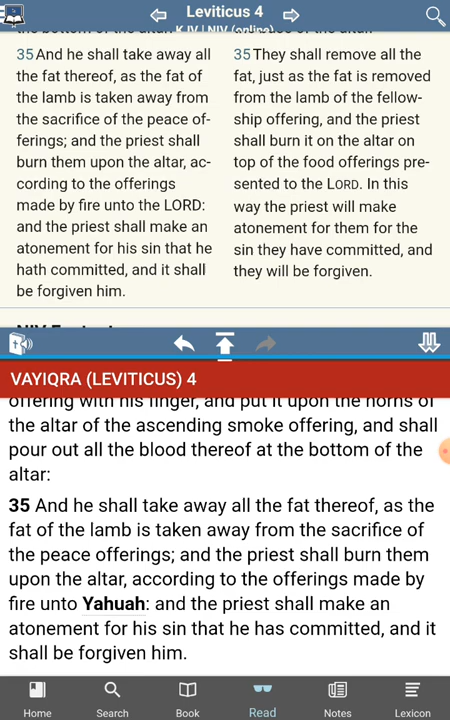 Leviticus 4
KJV | NIV (online)
35 And he shall take away all
the fat thereof, as the fat of
the lamb is taken away from
the sacrifice of the peace of-
ferings; and the priest shall
burn them upon the altar, ac-
cording to the offerings
made by fire unto the LORD:
and the priest shall make an
atonement for his sin that he
hath committed, and it shall
be forgiven him.
35 They shall remove all the
fat, just as the fat is removed
from the lamb of the fellow-
ship offering, and the priest
shall burn it on the altar on
top of the food offerings pre-
sented to the LORD. In this
way the priest will make
atonement for them for the
sin they have committed, and
they will be forgiven.
VAYIQRA (LEVITICUS) 4
offering with his finger, and put it upon the horns of
the altar of the ascending smoke offering, and shall
pour out all the blood thereof at the bottom of the
altar:
35 And he shall take away all the fat thereof, as the
fat of the lamb is taken away from the sacrifice of
the peace offerings; and the priest shall burn them
upon the altar, according to the offerings made by
fire unto Yahuah: and the priest shall make an
atonement for his sin that he has committed, and it
shall be forgiven him.
Home
Search
Book
Read
Notes
Lexicon